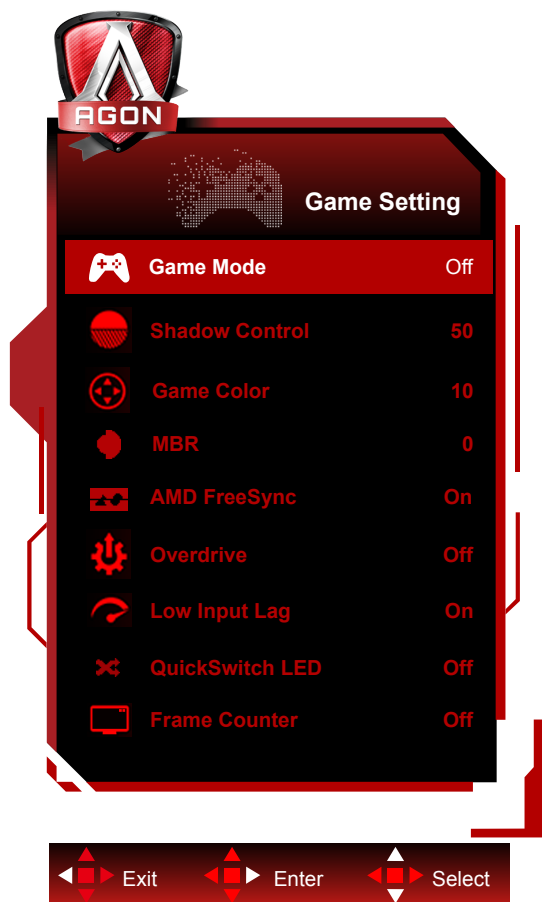 AGON
Game Setting
Game Mode Off
Shadow Control 50
Game Color 10
MBR 0
AMD FreeSync On
Overdrive Off
Low Input Lag On
QuickSwitch LED Off
Frame Counter Off
Exit Enter Select